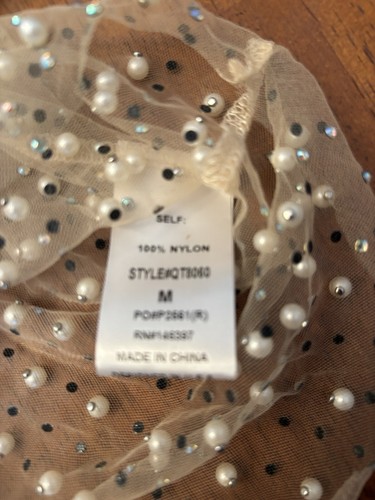 SELF:
100% NYLON
STYLE#QT8060
M
PO#P2661(R)
RN#146397
MADE IN CHINA